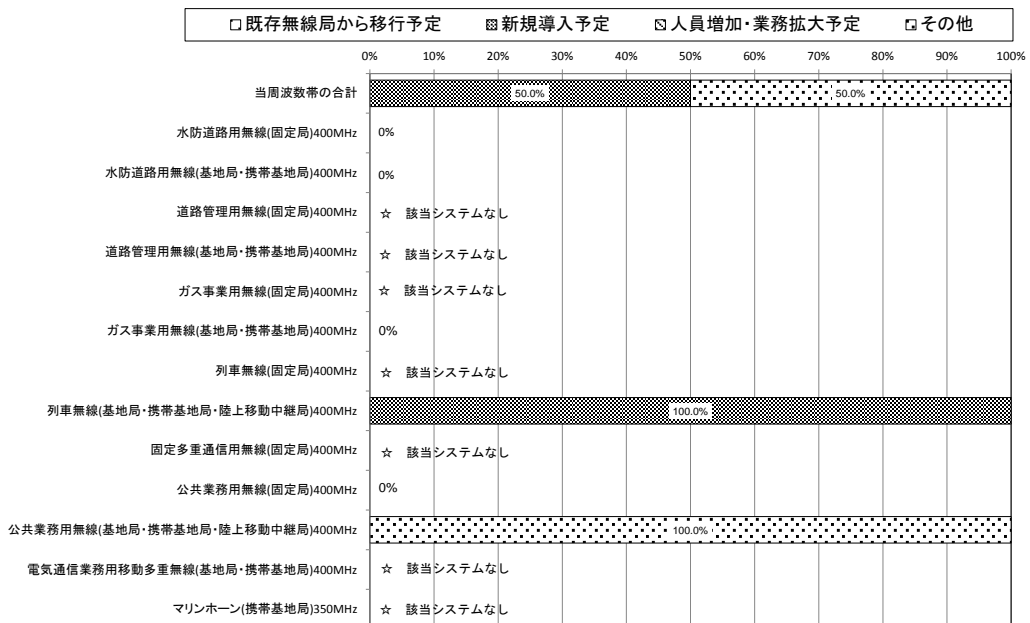 既存無線局から移行予定 新規導入予定 人員増加・業務拡大予定 その他
0% 10% 20% 30% 40% 50% 60% 70% 80% 90% 100%
当周波数帯の合計 50.0% 50.0%
水防道路用無線(固定局)400MHz 0%
水防道路用無線(基地局・携帯基地局)400MHz 0%
道路管理用無線(固定局)400MHz ☆ 該当システムなし
道路管理用無線(基地局・携帯基地局)400MHz ☆ 該当システムなし
ガス事業用無線(固定局)400MHz ☆ 該当システムなし
ガス事業用無線(基地局・携帯基地局)400MHz 0%
列車無線(固定局)400MHz ☆ 該当システムなし
列車無線(基地局・携帯基地局・陸上移動中継局)400MHz 100.0%
固定多重通信用無線(固定局)400MHz ☆ 該当システムなし
公共業務用無線(固定局)400MHz 0%
公共業務用無線(基地局・携帯基地局・陸上移動中継局)400MHz 100.0%
電気通信業務用移動多重無線(基地局・携帯基地局)400MHz ☆ 該当システムなし
マリンホーン(携帯基地局)350MHz ☆ 該当システムなし